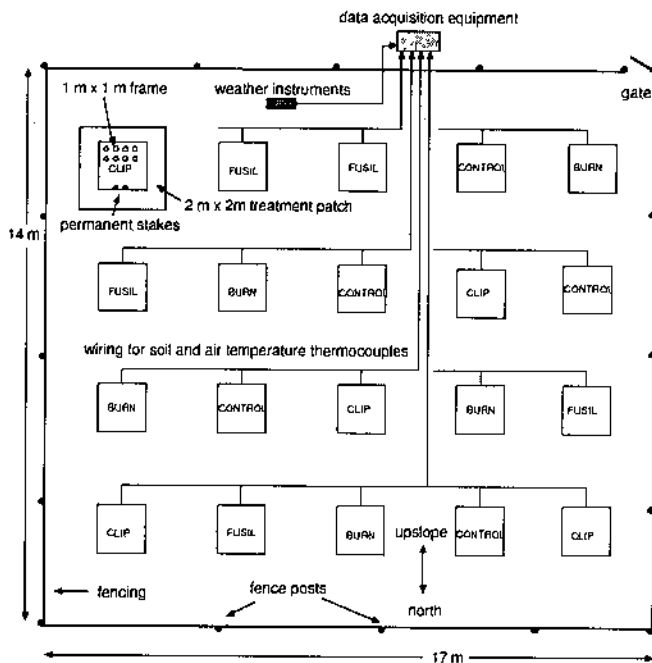 data acquisition equipment
1 m x 1 m frame
weather instruments
gate
CLIP
FUSIL
FUSIL
CONTROL
BURN
2 m x 2m treatment patch
permanent stakes
14 m
FUSIL
BURN
CONTROL
CLIP
CONTROL
wiring for soil and air temperature thermocouples
BURN
CONTROL
CLIP
BURN
FUSIL
CLIP
FUSIL
BURN
CONTROL
CLIP
upslope
fencing
fence posts
north
17 m